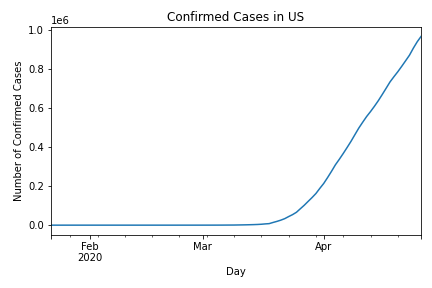 Confirmed Cases in US
1e6
1.0
0.8
0.6
0.4
0.2
0.0
Number of Confirmed Cases
Feb
2020
Mar
Apr
Day